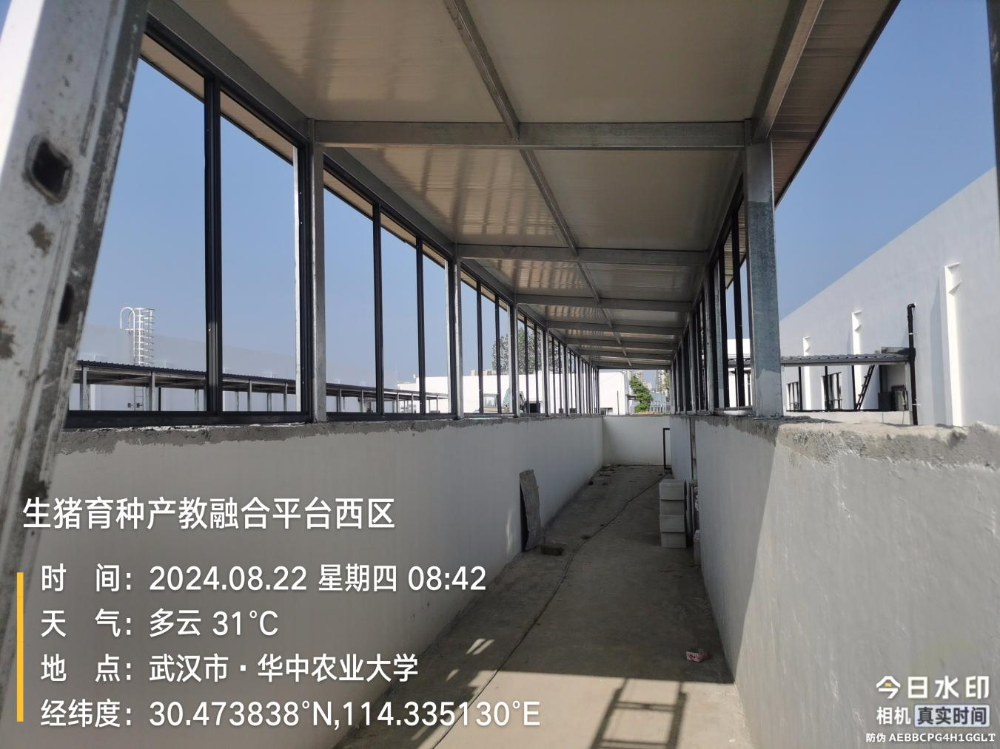 生猪育种产教融合平台西区
时 间：2024.08.22 星期四 08:42
天 气：多云 31°C
地 点：武汉市·华中农业大学
经纬度：30.473838°N,114.335130°E
今日水印
相机 真实时间
防伪 AEBBCPG4H1GGLT